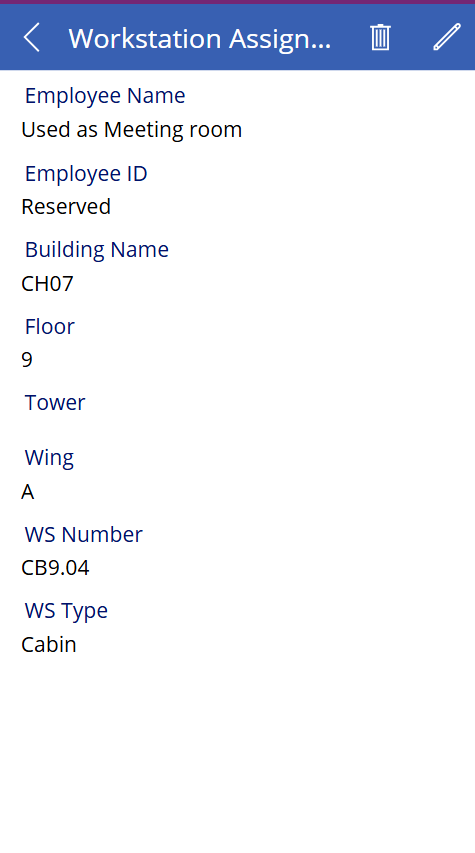 Workstation Assign...
Employee Name
Used as Meeting room
Employee ID
Reserved
Building Name
CH07
Floor
9
Tower
Wing
A
WS Number
CB9.04
WS Type
Cabin